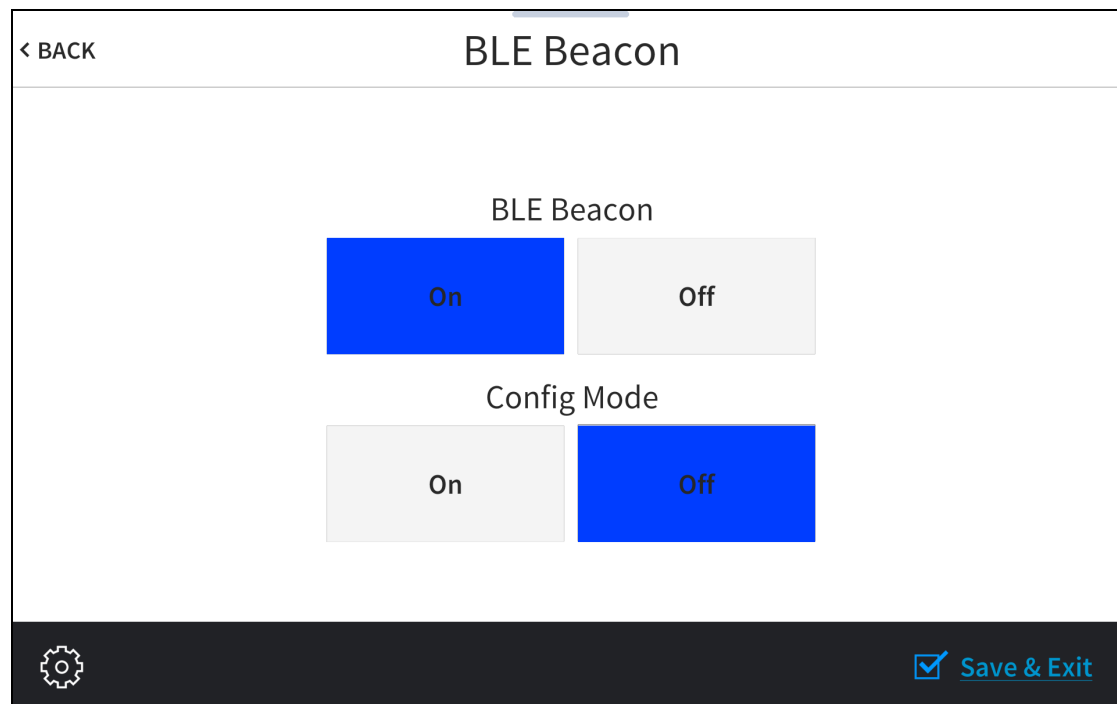 < BACK
BLE Beacon
BLE Beacon
On Off
Config Mode
On Off
Save & Exit